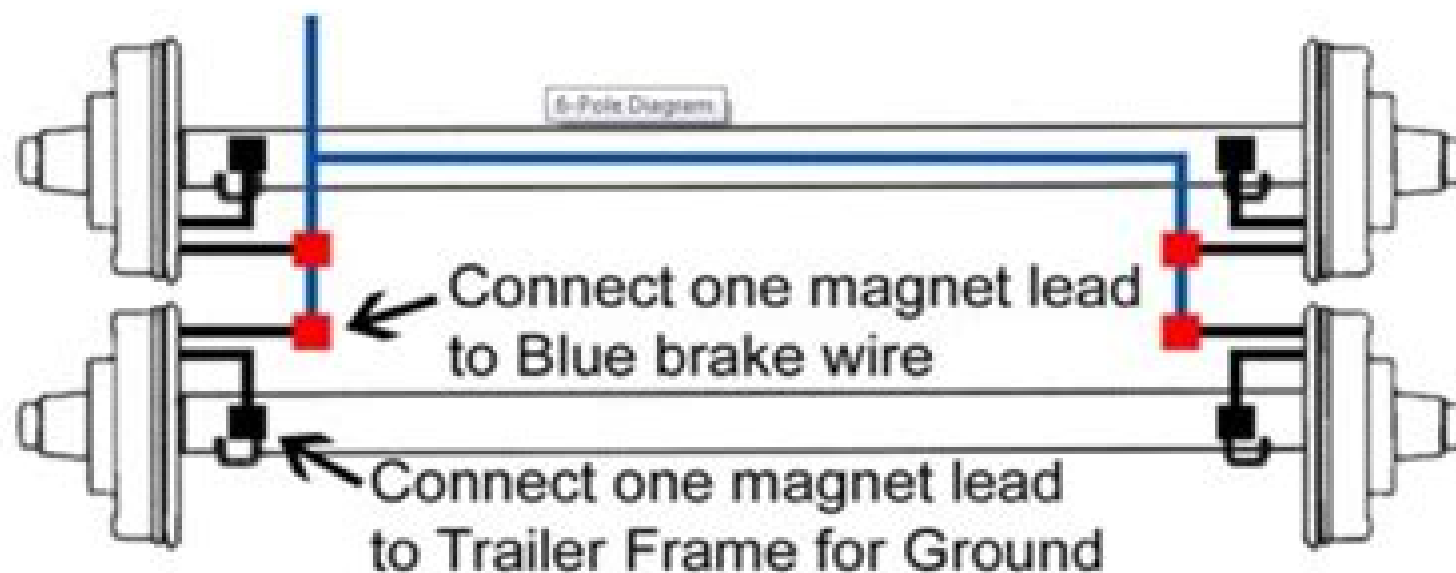 6-Pole Diagram
Connect one magnet lead
to Blue brake wire
Connect one magnet lead
to Trailer Frame for Ground